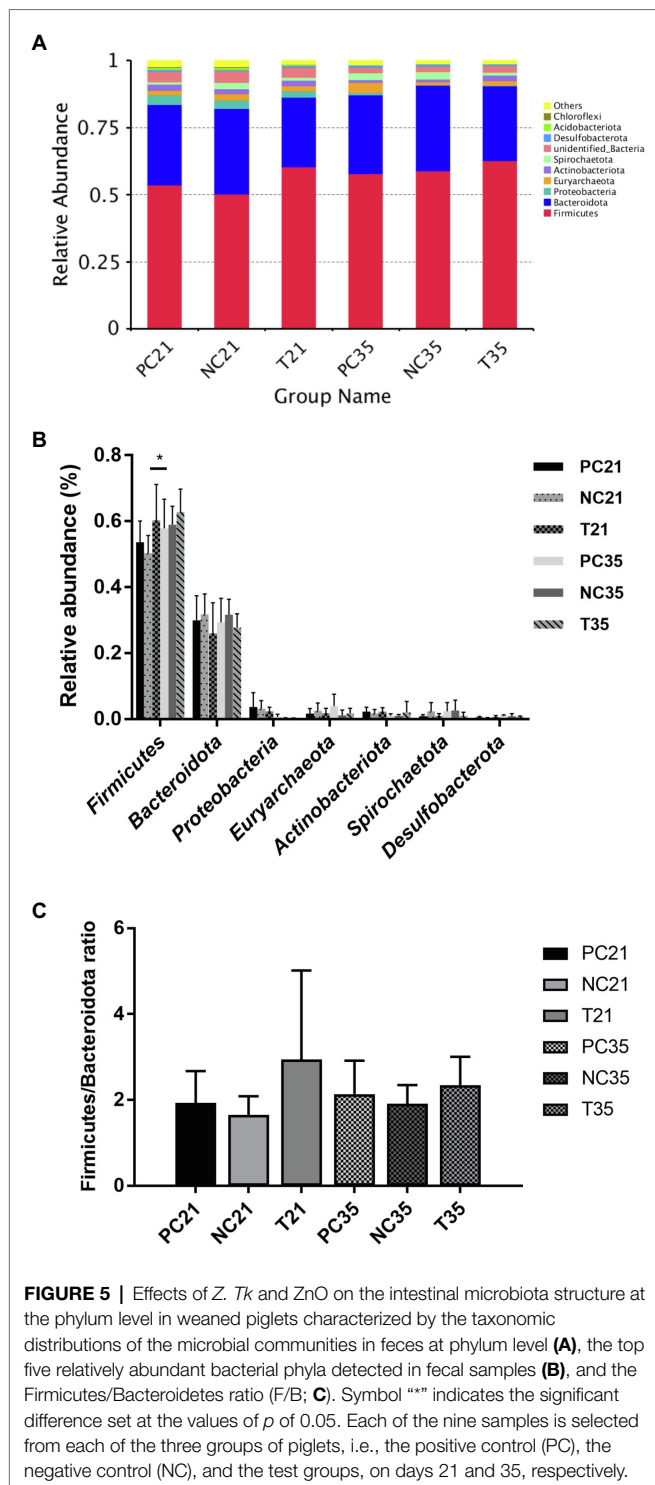 A
1
0.75
0.5
0.25
0
Relative Abundance
PC21
NC21
T21
PC35
NC35
T35
Group Name
Others
Chloroflexi
Acidobacteriota
Desulfobacterota
unidentified_Bacteria
Spirochaetota
Actinobacteriota
Euryarchaeota
Proteobacteria
Bacteroidota
Firmicutes
B
0.8
0.6
0.4
0.2
0.0
Relative abundance (%)
*
Firmicutes
Bacteroidota
Proteobacteria
Euryarchaeota
Actinobacteriota
Spirochaetota
Desulfobacterota
PC21
NC21
T21
PC35
NC35
T35
C
6
4
2
0
Firmicutes/Bacteroidota ratio
PC21
NC21
T21
PC35
NC35
T35
PC21
NC21
T21
PC35
NC35
T35
FIGURE 5 | Effects of Z. Tk and ZnO on the intestinal microbiota structure at
the phylum level in weaned piglets characterized by the taxonomic
distributions of the microbial communities in feces at phylum level (A), the top
five relatively abundant bacterial phyla detected in fecal samples (B), and the
Firmicutes/Bacteroidetes ratio (F/B; C). Symbol “*” indicates the significant
difference set at the values of p of 0.05. Each of the nine samples is selected
from each of the three groups of piglets, i.e., the positive control (PC), the
negative control (NC), and the test groups, on days 21 and 35, respectively.